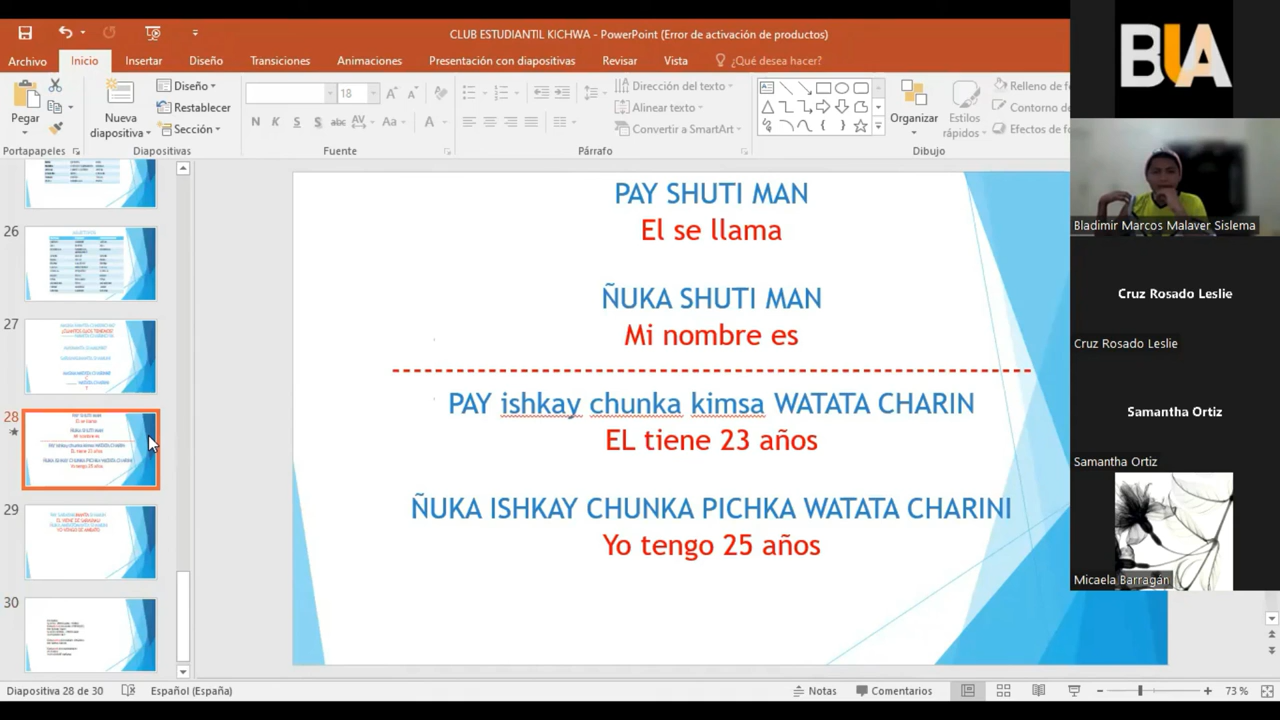 CLUB ESTUDIANTIL KICHWA - PowerPoint (Error de activación de productos)
Archivo Inicio Insertar Diseño Transiciones Animaciones Presentación con diapositivas Revisar Vista ¿Qué desea hacer?
Pegar
Nueva diapositiva
Diseño
Restablecer
Sección
18
N K S S abc AV Aa A
Dirección del texto
Alinear texto
Convertir a SmartArt
Organizar
Estilos rápidos
Relleno de fo
Contorno de
Efectos de fo
Portapapeles Diapositivas Fuente Párrafo Dibujo
26
27
28
29
30
PAY SHUTI MAN
El se llama
ÑUKA SHUTI MAN
Mi nombre es
PAY ishkay chunka kimsa WATATA CHARIN
EL tiene 23 años
ÑUKA ISHKAY CHUNKA PICHKA WATATA CHARINI
Yo tengo 25 años
BUA
Bladimir Marcos Malaver Sislema
Cruz Rosado Leslie
Cruz Rosado Leslie
Samantha Ortiz
Samantha Ortiz
Micaela Barragán
Diapositiva 28 de 30 Español (España) Notas Comentarios 73 %